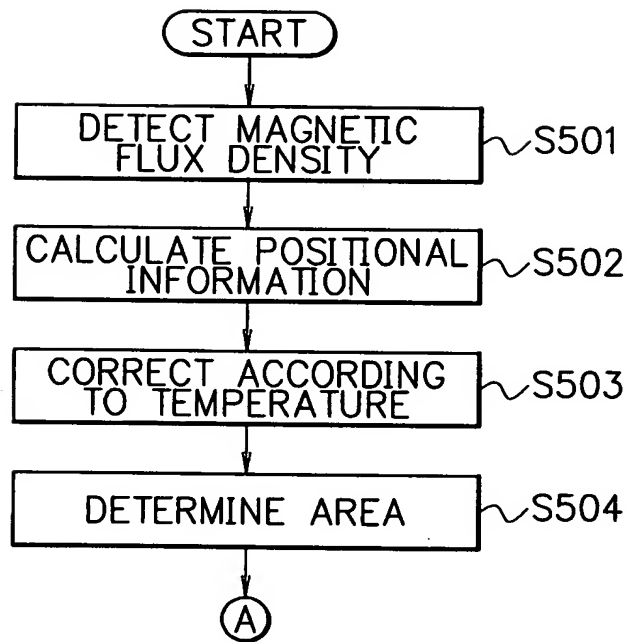 START
DETECT MAGNETIC
FLUX DENSITY
S501
CALCULATE POSITIONAL
INFORMATION
S502
CORRECT ACCORDING
TO TEMPERATURE
S503
DETERMINE AREA
S504
A